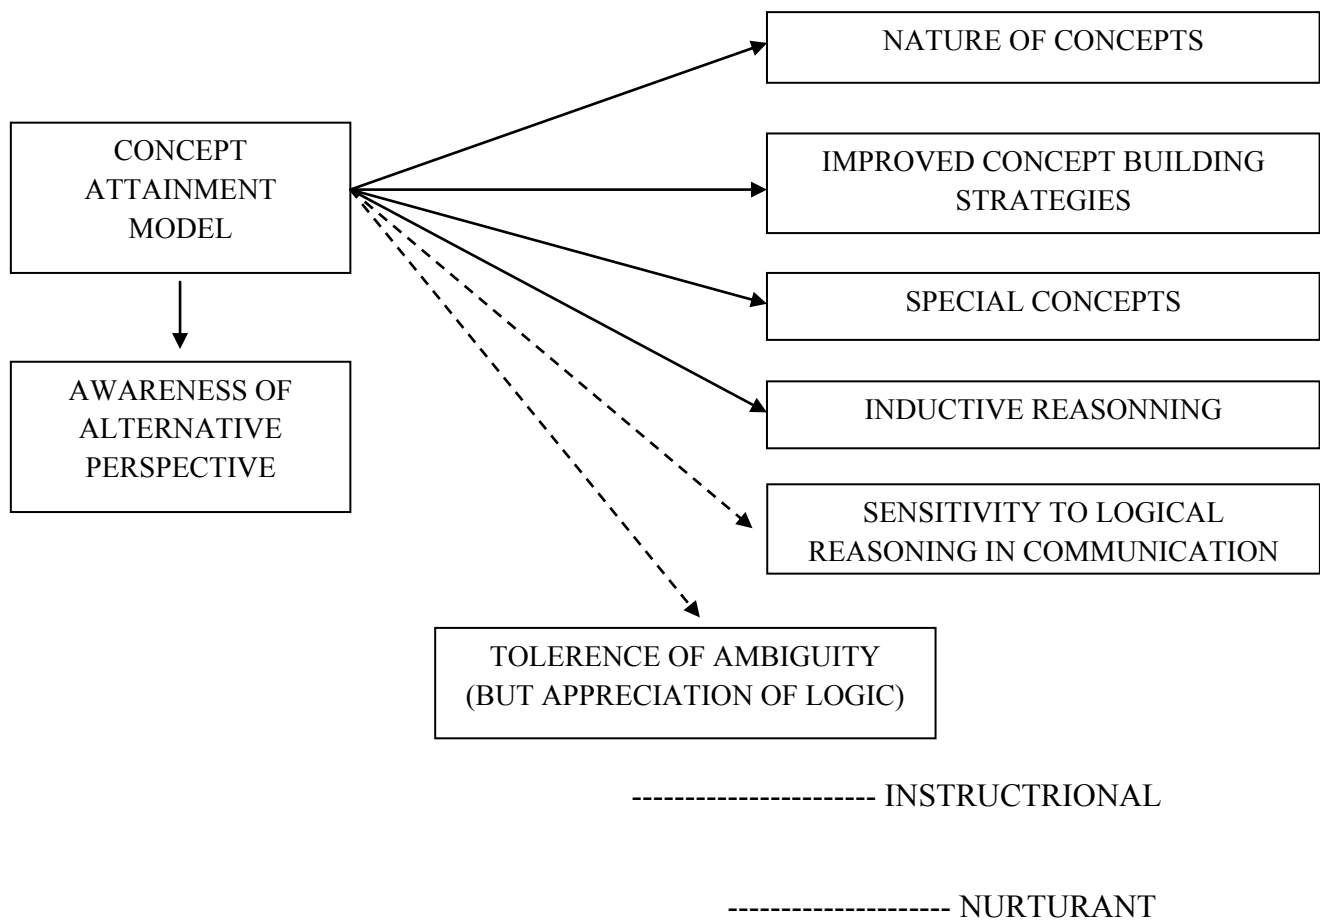 NATURE OF CONCEPTS
CONCEPT
ATTAINMENT
MODEL
IMPROVED CONCEPT BUILDING
STRATEGIES
SPECIAL CONCEPTS
AWARENESS OF
ALTERNATIVE
PERSPECTIVE
INDUCTIVE REASONNING
SENSITIVITY TO LOGICAL
REASONING IN COMMUNICATION
TOLERENCE OF AMBIGUITY
(BUT APPRECIATION OF LOGIC)
----------------------- INSTRUCTRIONAL
--------------------- NURTURANT